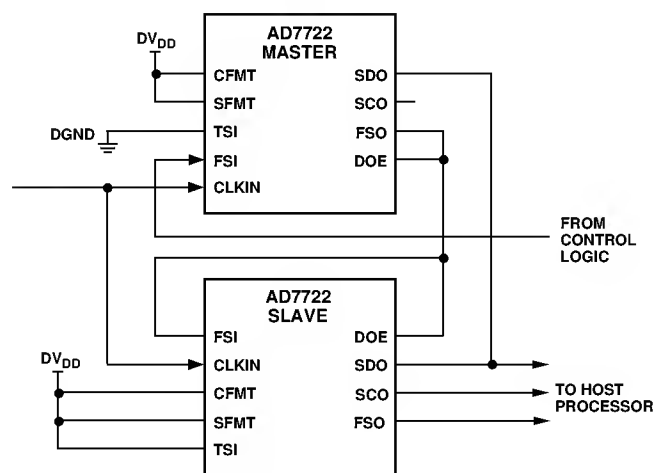 AD7722
MASTER
DVDD
CFMT
SFMT
TSI
FSI
CLKIN
SDO
SCO
FSO
DOE
DGND
FROM
CONTROL
LOGIC
AD7722
SLAVE
FSI
CLKIN
CFMT
SFMT
TSI
DOE
SDO
SCO
FSO
DVDD
TO HOST
PROCESSOR